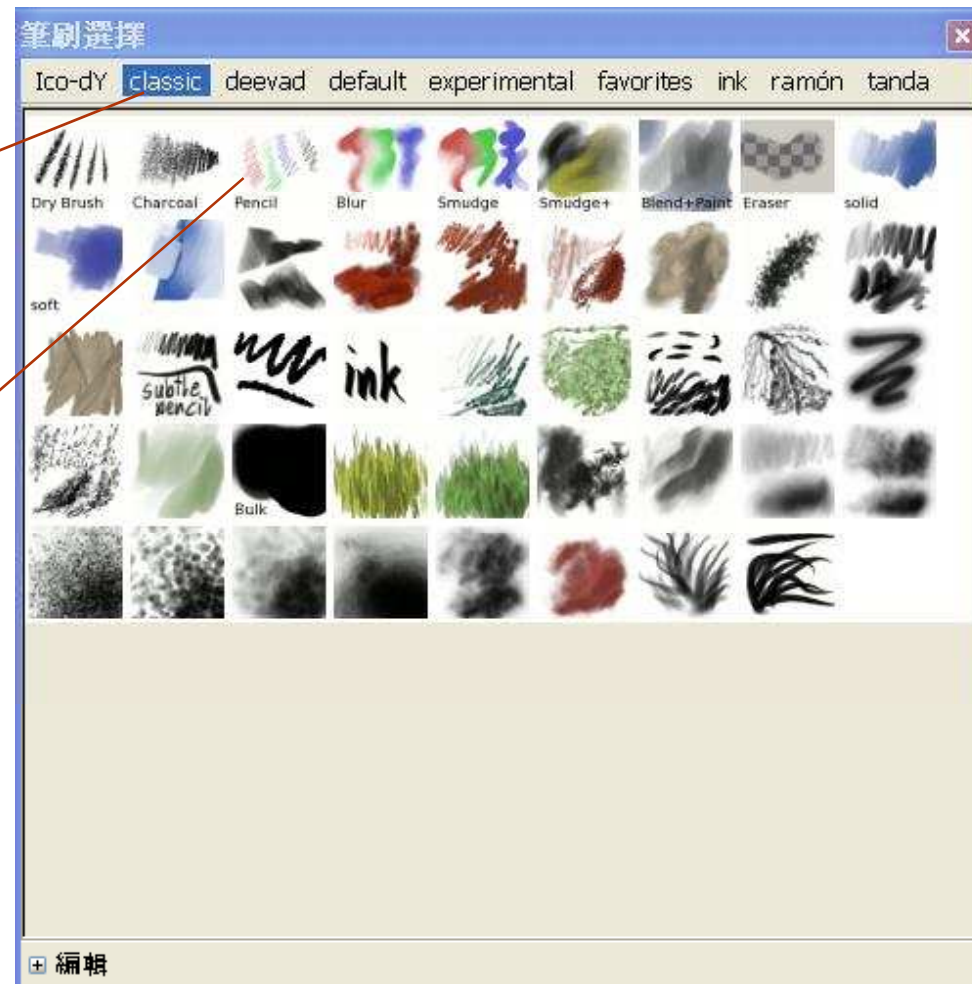 筆刷選擇
Ico-dY classic deevad default experimental favorites ink ramón tanda
Dry Brush Charcoal Pencil Blur Smudge Smudge+ Blend+Paint Eraser solid
soft
subtle
pencil
ink
Bulk
編輯